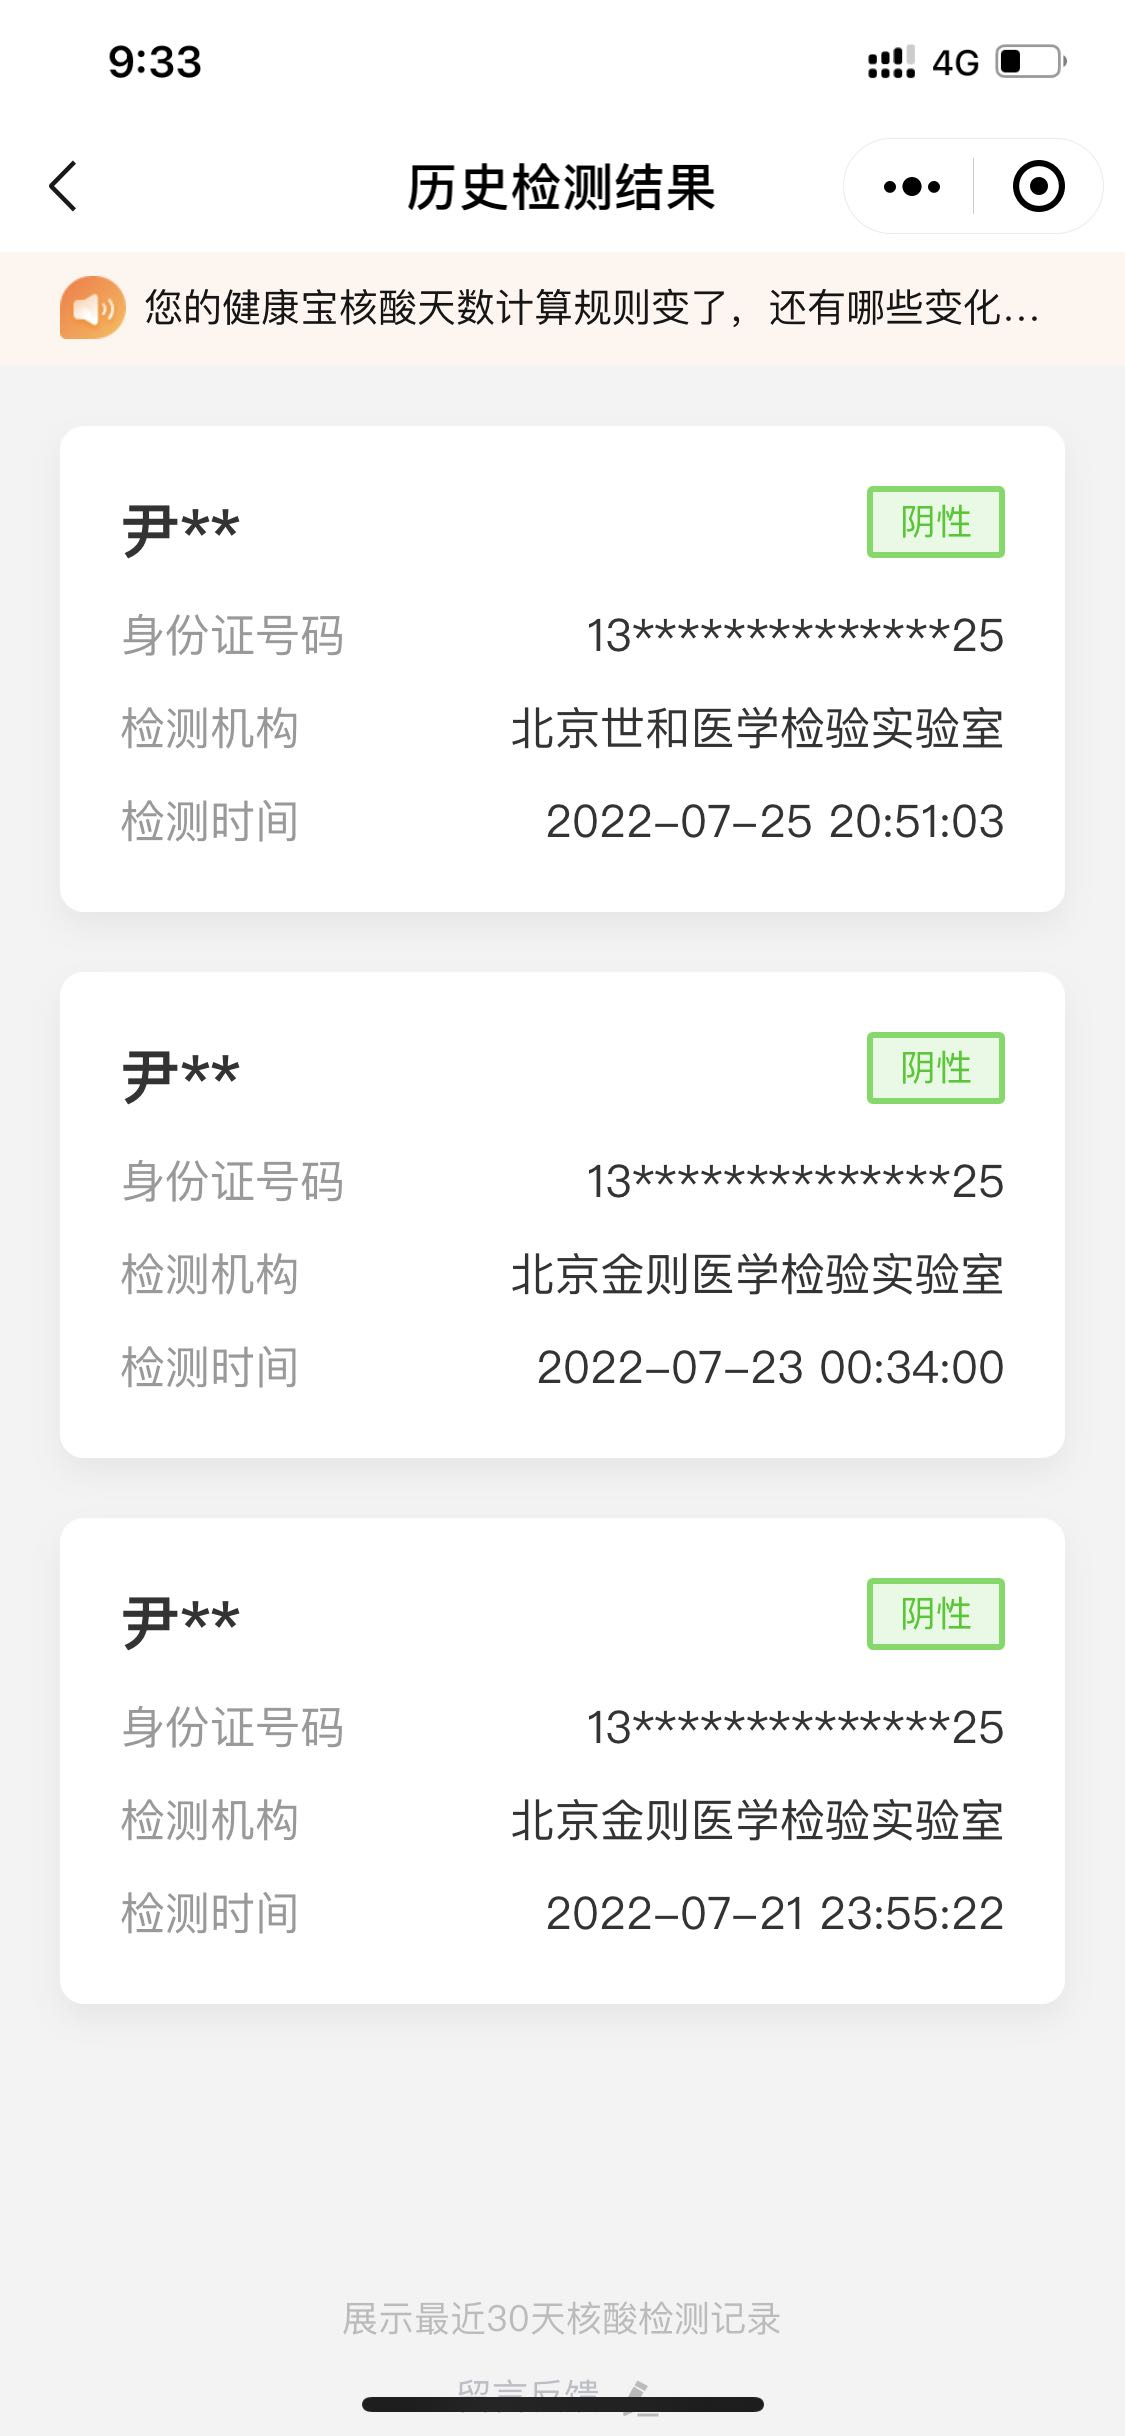 9:33
4G
历史检测结果
您的健康宝核酸天数计算规则变了，还有哪些变化...
尹**
阴性
身份证号码 13**************25
检测机构 北京世和医学检验实验室
检测时间 2022-07-25 20:51:03
尹**
阴性
身份证号码 13**************25
检测机构 北京金则医学检验实验室
检测时间 2022-07-23 00:34:00
尹**
阴性
身份证号码 13**************25
检测机构 北京金则医学检验实验室
检测时间 2022-07-21 23:55:22
展示最近30天核酸检测记录
留言反馈